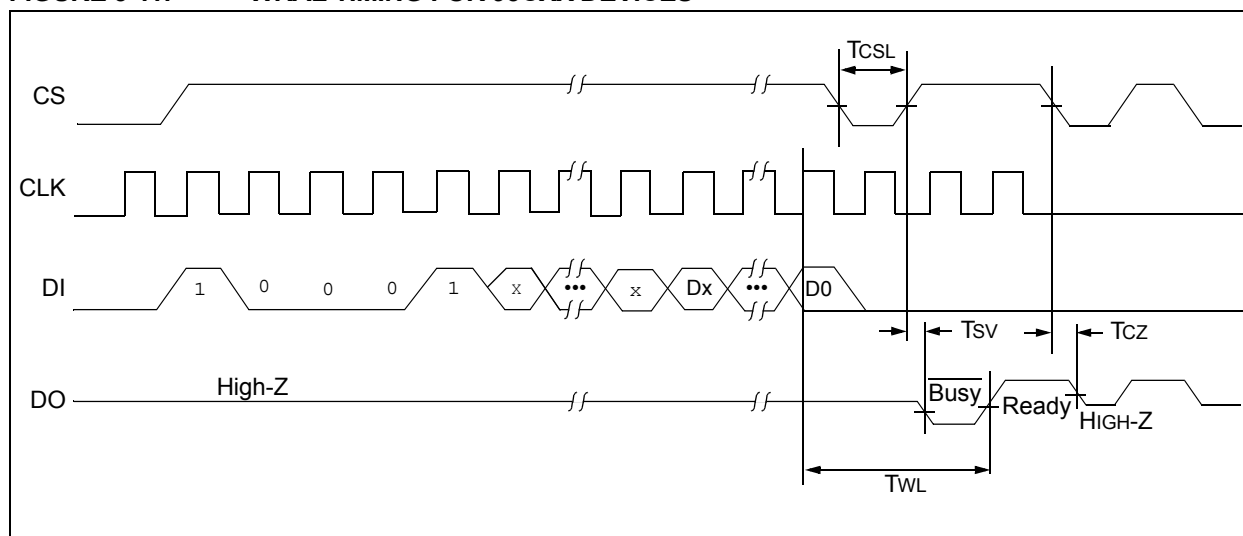 TCSL
CS
CLK
DI 1 0 0 0 1 x ••• x Dx ••• D0
TSV TCZ
DO High-Z Busy Ready HIGH-Z
TWL